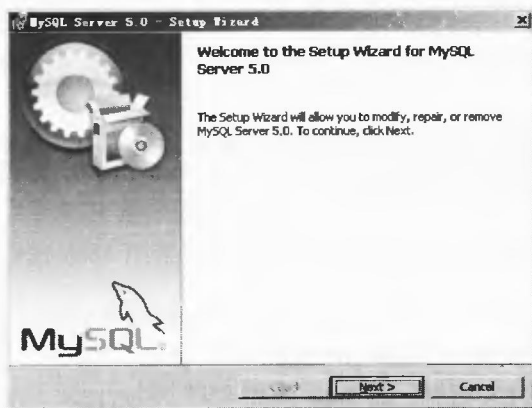 MySQL Server 5.0 - Setup Wizard
Welcome to the Setup Wizard for MySQL
Server 5.0
The Setup Wizard will allow you to modify, repair, or remove
MySQL Server 5.0. To continue, click Next.
MySQL
Next >
Cancel